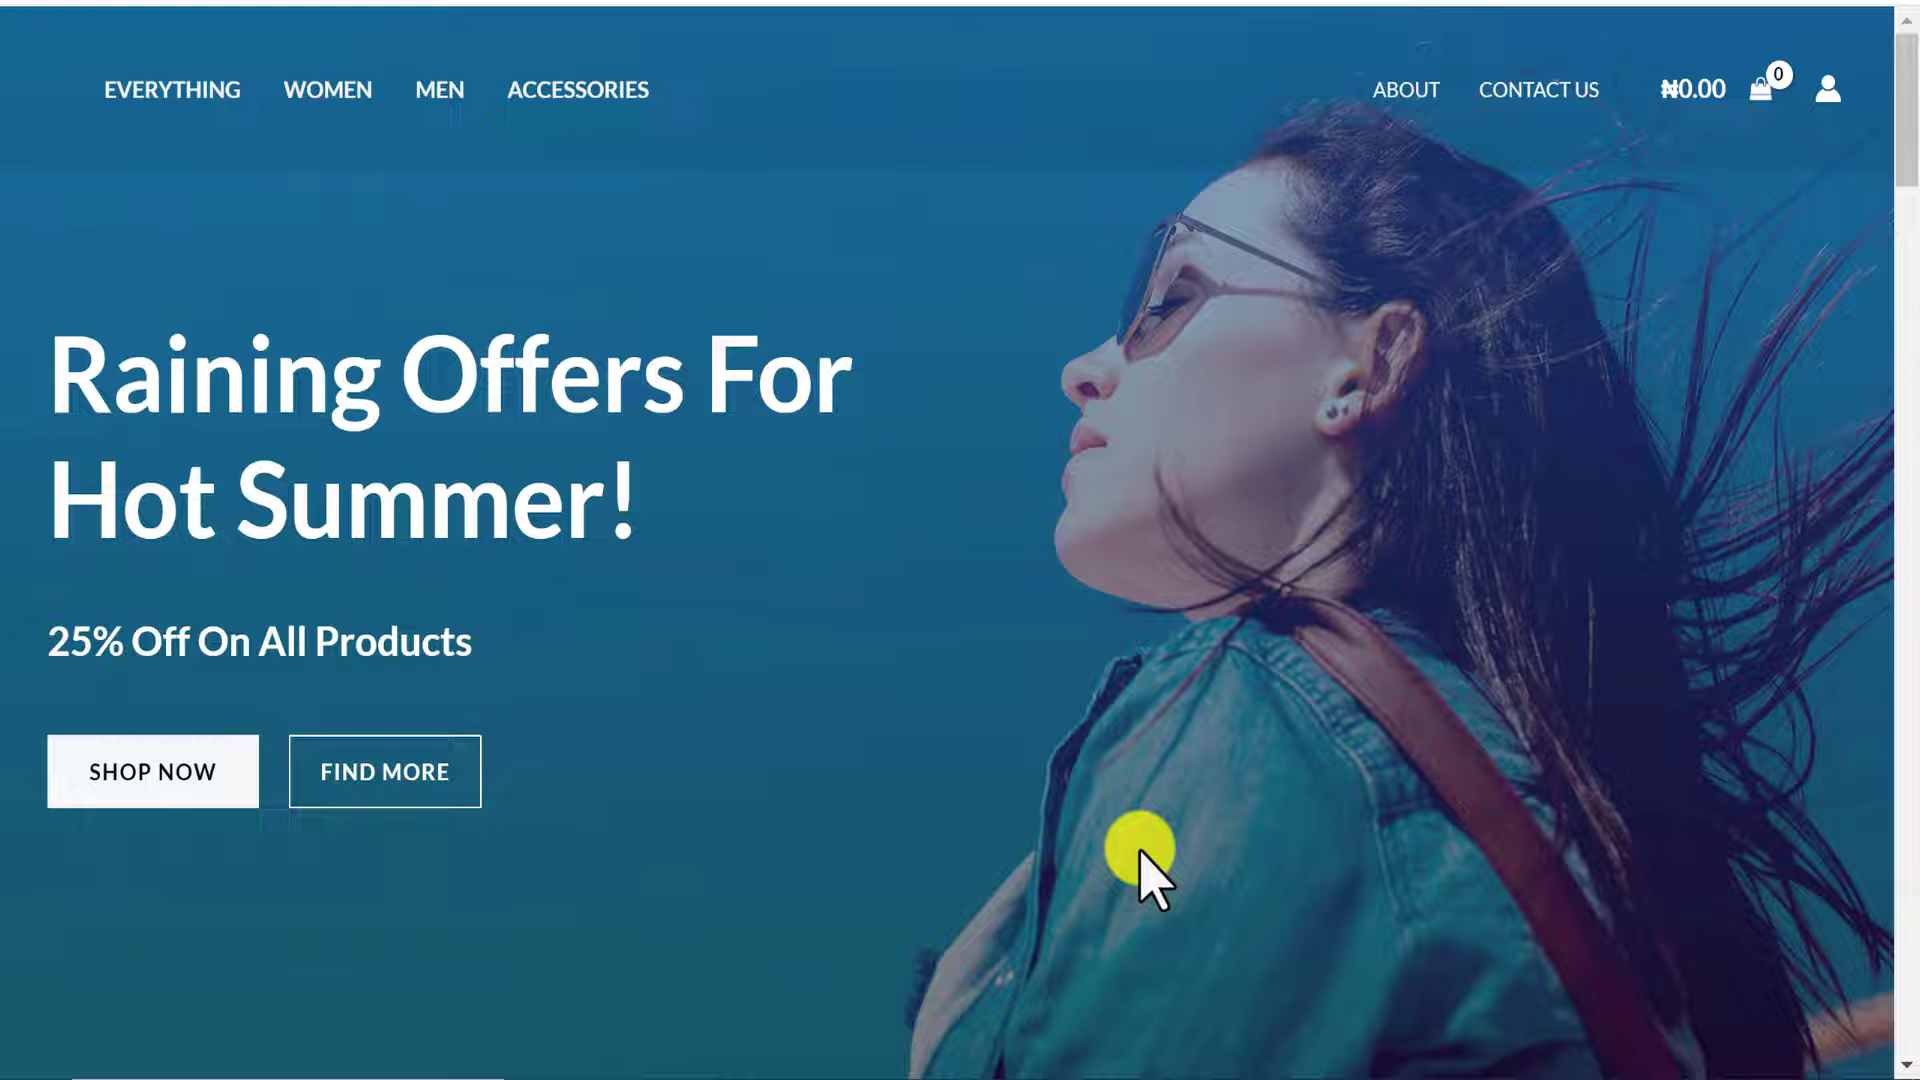 EVERYTHING WOMEN MEN ACCESSORIES ABOUT CONTACT US ₦0.00 0
Raining Offers For
Hot Summer!
25% Off On All Products
SHOP NOW FIND MORE